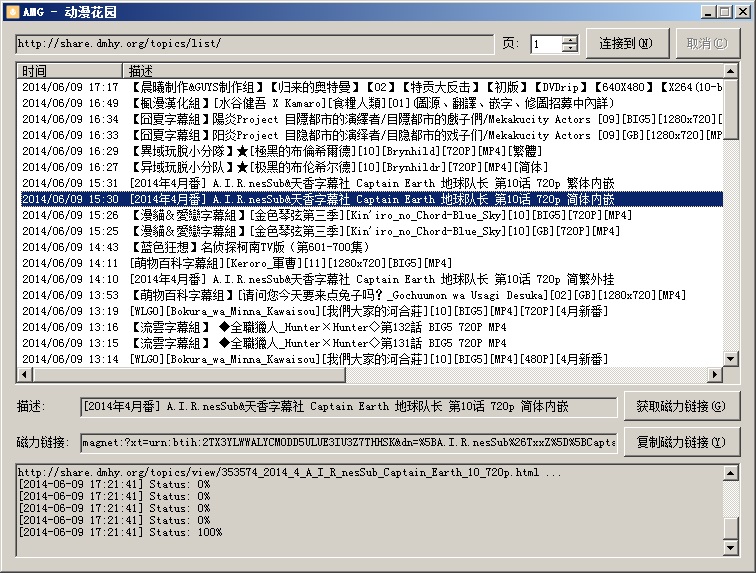 AMG - 动漫花园
http://share.dmhy.org/topics/list/ 页: 1 连接到(N) 取消(C)
时间 描述
2014/06/09 17:17 【晨曦制作&GUYS制作组】【归来的奥特曼】【02】【特贡大反击】【初版】【DVDrip】【640X480】【X264(10-b
2014/06/09 16:49 【楓漫漢化組】[水谷健吾 X Kamaro][食糧人類][01](圖源、翻譯、嵌字、修圖招募中內詳)
2014/06/09 16:34 【囧夏字幕組】陽炎Project 目隱都市的演繹者/目隱都市的戲子們/Mekakucity Actors [09][BIG5][1280x720][
2014/06/09 16:33 【囧夏字幕组】阳炎Project 目隐都市的演绎者/目隐都市的戏子们/Mekakucity Actors [09][GB][1280x720][M
2014/06/09 16:29 【異域玩脫小分隊】★[極黑的布倫希爾德][10][Brynhild][720P][MP4][繁體]
2014/06/09 16:27 【异域玩脱小分队】★[极黑的布伦希尔德][10][Brynhildr][720P][MP4][简体]
2014/06/09 15:31 [2014年4月番] A.I.R.nesSub&天香字幕社 Captain Earth 地球队长 第10话 720p 繁体内嵌
2014/06/09 15:30 [2014年4月番] A.I.R.nesSub&天香字幕社 Captain Earth 地球队长 第10话 720p 简体内嵌
2014/06/09 15:26 【漫貓&愛戀字幕組】[金色琴弦第三季][Kin'iro_no_Chord-Blue_Sky][10][BIG5][720P][MP4]
2014/06/09 15:25 【漫貓&愛戀字幕組】[金色琴弦第三季][Kin'iro_no_Chord-Blue_Sky][10][GB][720P][MP4]
2014/06/09 14:43 【蓝色狂想】名侦探柯南TV版（第601-700集）
2014/06/09 14:11 [萌物百科字幕組][Keroro_軍曹][11][1280x720][BIG5][MP4]
2014/06/09 14:10 [2014年4月番] A.I.R.nesSub&天香字幕社 Captain Earth 地球队长 第10话 720p 简繁外挂
2014/06/09 13:53 【萌物百科字幕组】[请问您今天要来点兔子吗？_Gochuumon wa Usagi Desuka][02][GB][1280x720][MP4]
2014/06/09 13:19 [WLGO][Bokura_wa_Minna_Kawaisou][我們大家的河合莊][10][BIG5][MP4][720P][4月新番]
2014/06/09 13:16 【流雲字幕組】 ◆全職獵人_Hunter×Hunter◇第132話 BIG5 720P MP4
2014/06/09 13:15 【流雲字幕組】 ◆全職獵人_Hunter×Hunter◇第131話 BIG5 720P MP4
2014/06/09 13:14 [WLGO][Bokura_wa_Minna_Kawaisou][我們大家的河合莊][10][BIG5][MP4][480P][4月新番]
描述: [2014年4月番] A.I.R.nesSub&天香字幕社 Captain Earth 地球队长 第10话 720p 简体内嵌 获取磁力链接(G)
磁力链接: magnet:?xt=urn:btih:2TX3YLWWALYCMODD5ULUE3IU3Z7THHSK&dn=%5BA.I.R.nesSub%26TxxZ%5D%5BCapta 复制磁力链接(Y)
http://share.dmhy.org/topics/view/353574_2014_4_A_I_R_nesSub_Captain_Earth_10_720p.html ...
[2014-06-09 17:21:41] Status: 0%
[2014-06-09 17:21:41] Status: 0%
[2014-06-09 17:21:41] Status: 0%
[2014-06-09 17:21:41] Status: 0%
[2014-06-09 17:21:41] Status: 100%